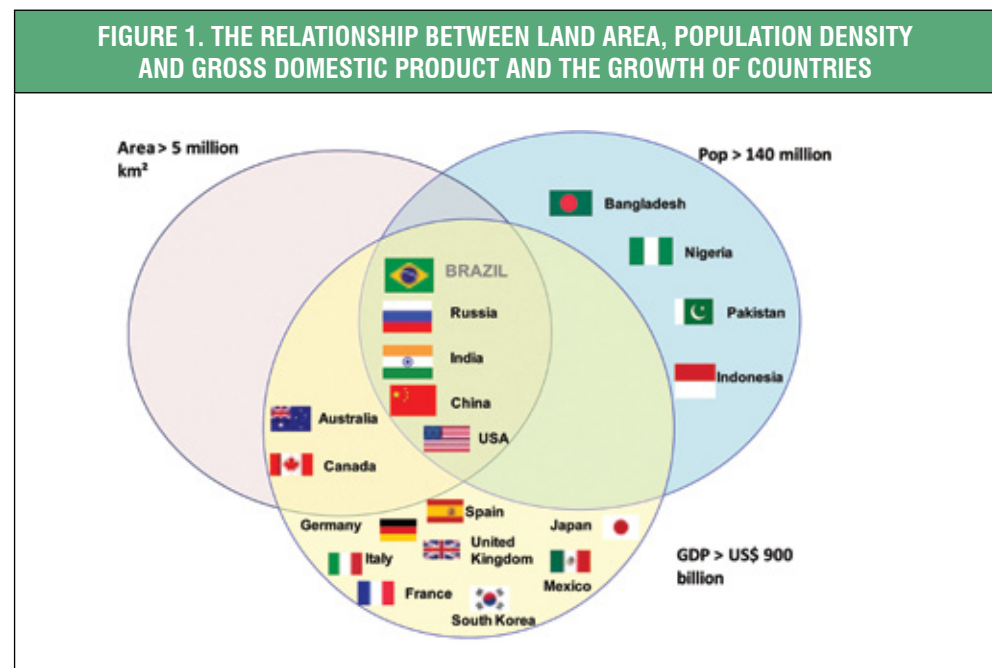 FIGURE 1. THE RELATIONSHIP BETWEEN LAND AREA, POPULATION DENSITY
AND GROSS DOMESTIC PRODUCT AND THE GROWTH OF COUNTRIES
Area > 5 million
km²
Pop > 140 million
Bangladesh
Nigeria
Pakistan
Indonesia
BRAZIL
Russia
India
China
USA
Australia
Canada
Germany
Spain
Japan
Italy
United
Kingdom
Mexico
France
South Korea
GDP > US$ 900
billion